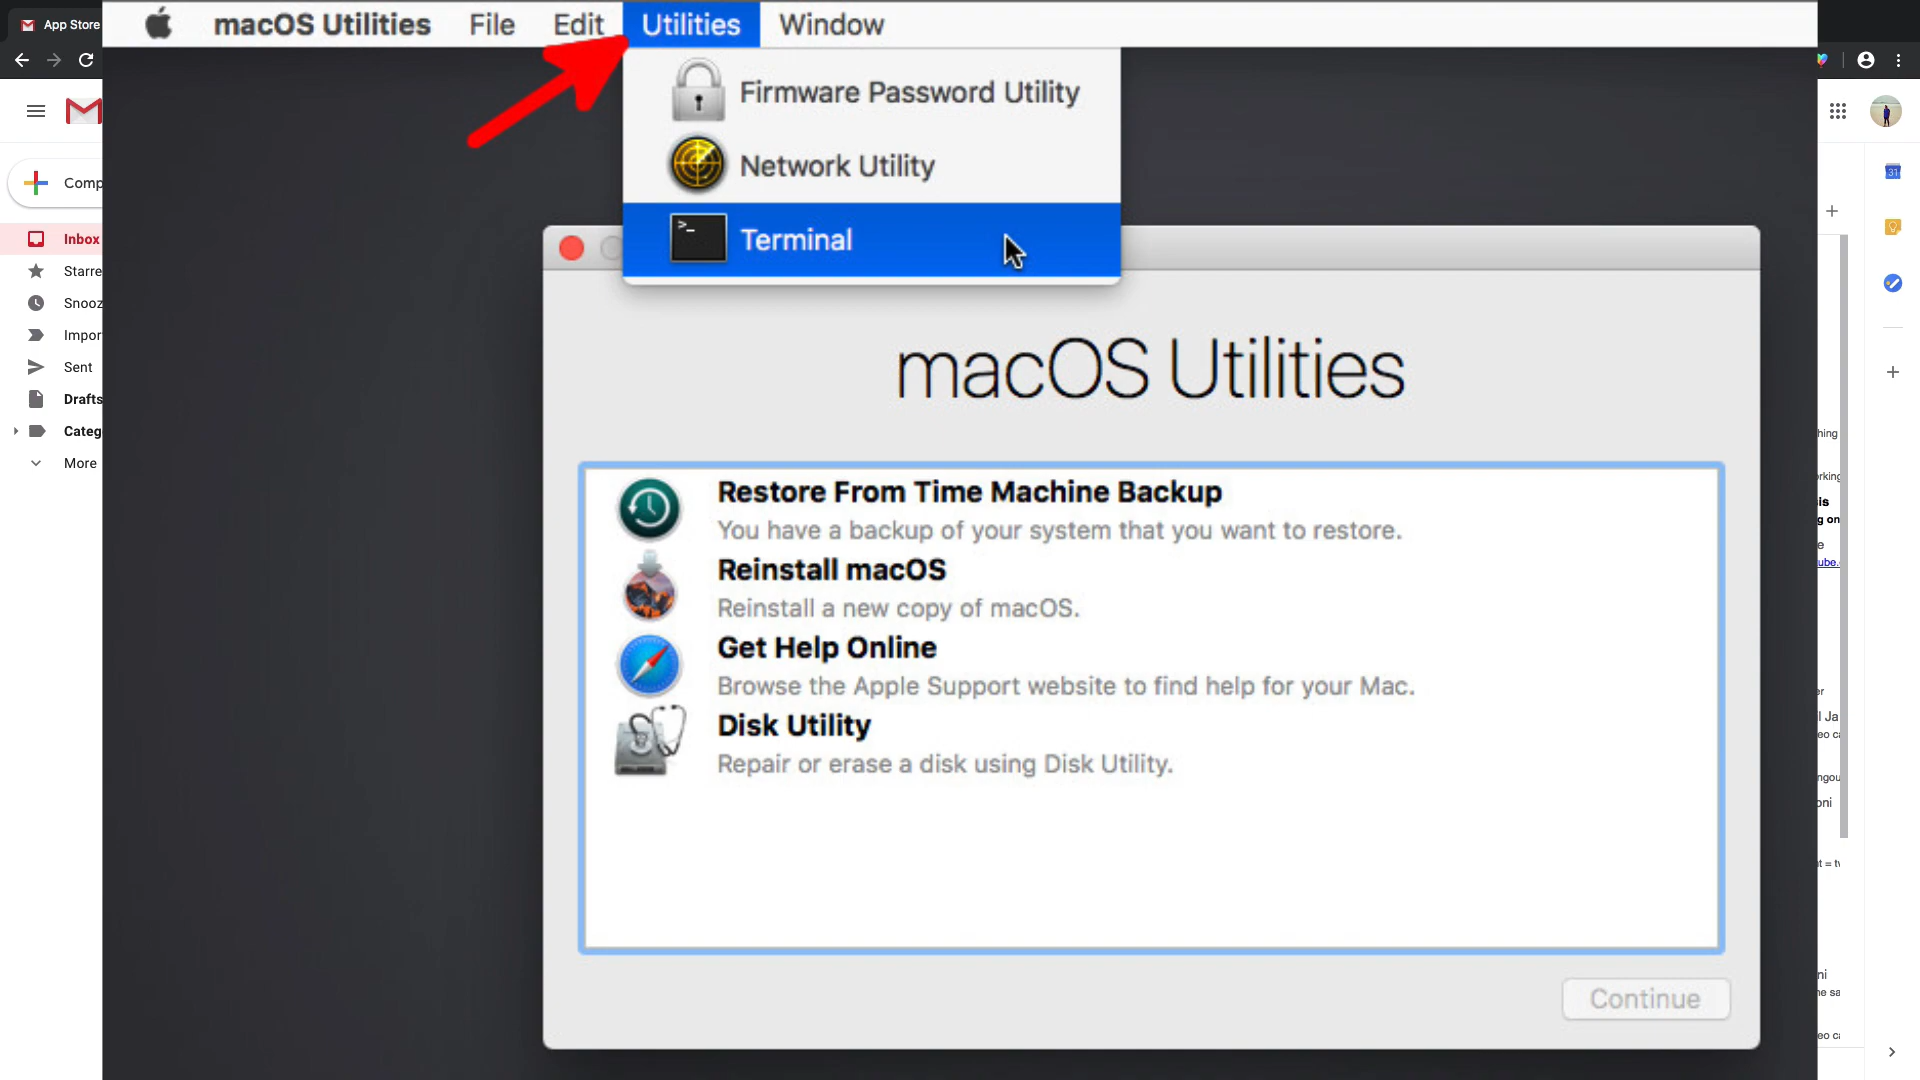 App Store
macOS Utilities File Edit Utilities Window
Firmware Password Utility
Network Utility
>_ Terminal
Comp
Inbox
Starre
Snooz
Impor
Sent
Drafts
Categ
More
macOS Utilities
Restore From Time Machine Backup
You have a backup of your system that you want to restore.
Reinstall macOS
Reinstall a new copy of macOS.
Get Help Online
Browse the Apple Support website to find help for your Mac.
Disk Utility
Repair or erase a disk using Disk Utility.
Continue
31